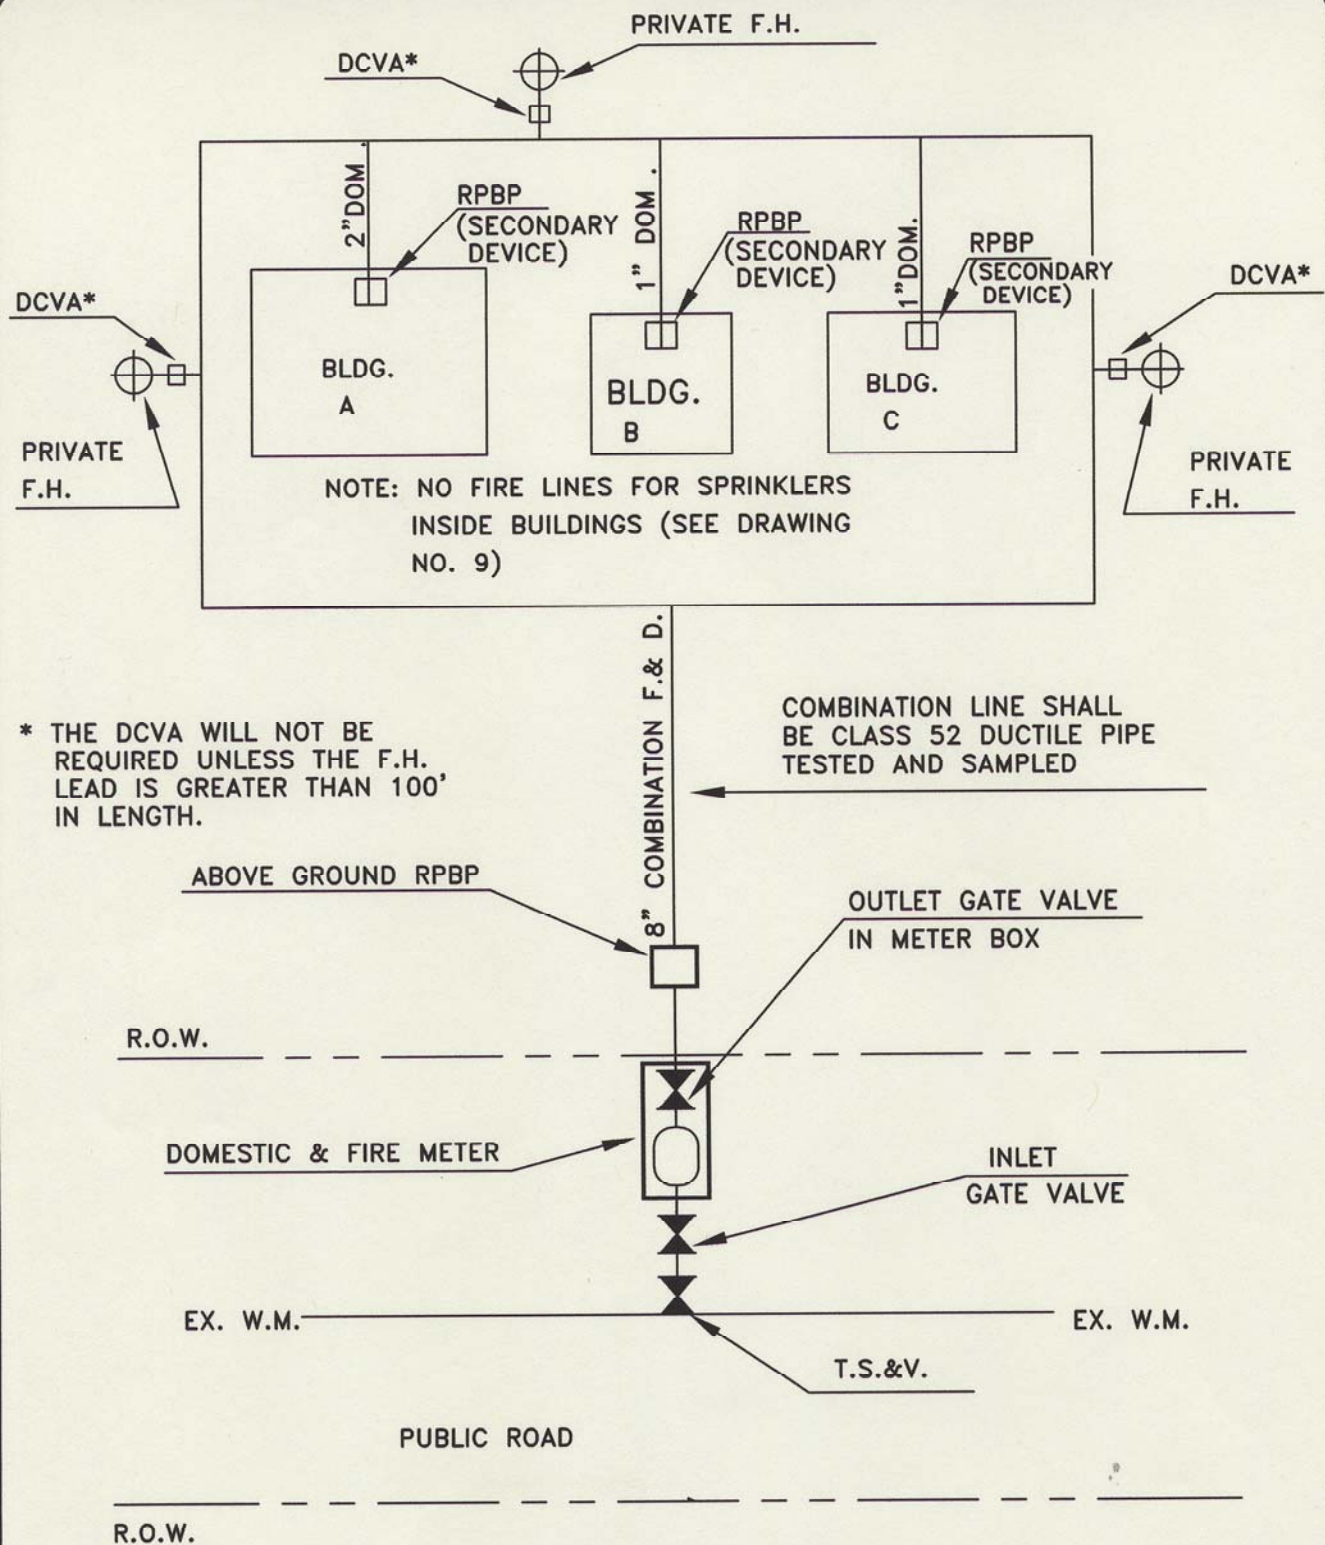 PRIVATE F.H.
DCVA*
2" DOM.
RPBP
(SECONDARY
DEVICE)
1" DOM.
RPBP
(SECONDARY
DEVICE)
1" DOM.
RPBP
(SECONDARY
DEVICE)
DCVA*
DCVA*
BLDG.
A
BLDG.
B
BLDG.
C
PRIVATE
F.H.
PRIVATE
F.H.
NOTE: NO FIRE LINES FOR SPRINKLERS
INSIDE BUILDINGS (SEE DRAWING
NO. 9)
8" COMBINATION F.& D.
* THE DCVA WILL NOT BE
REQUIRED UNLESS THE F.H.
LEAD IS GREATER THAN 100'
IN LENGTH.
COMBINATION LINE SHALL
BE CLASS 52 DUCTILE PIPE
TESTED AND SAMPLED
ABOVE GROUND RPBP
OUTLET GATE VALVE
IN METER BOX
R.O.W.
DOMESTIC & FIRE METER
INLET
GATE VALVE
EX. W.M.
EX. W.M.
T.S.&V.
PUBLIC ROAD
R.O.W.